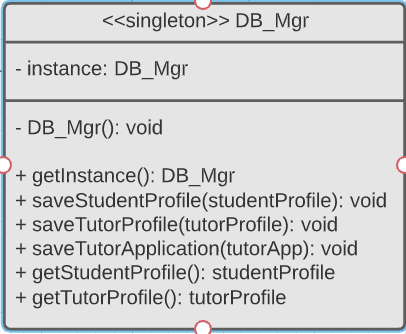 <<singleton>> DB_Mgr
- instance: DB_Mgr
- DB_Mgr(): void
+ getInstance(): DB_Mgr
+ saveStudentProfile(studentProfile): void
+ saveTutorProfile(tutorProfile): void
+ saveTutorApplication(tutorApp): void
+ getStudentProfile(): studentProfile
+ getTutorProfile(): tutorProfile